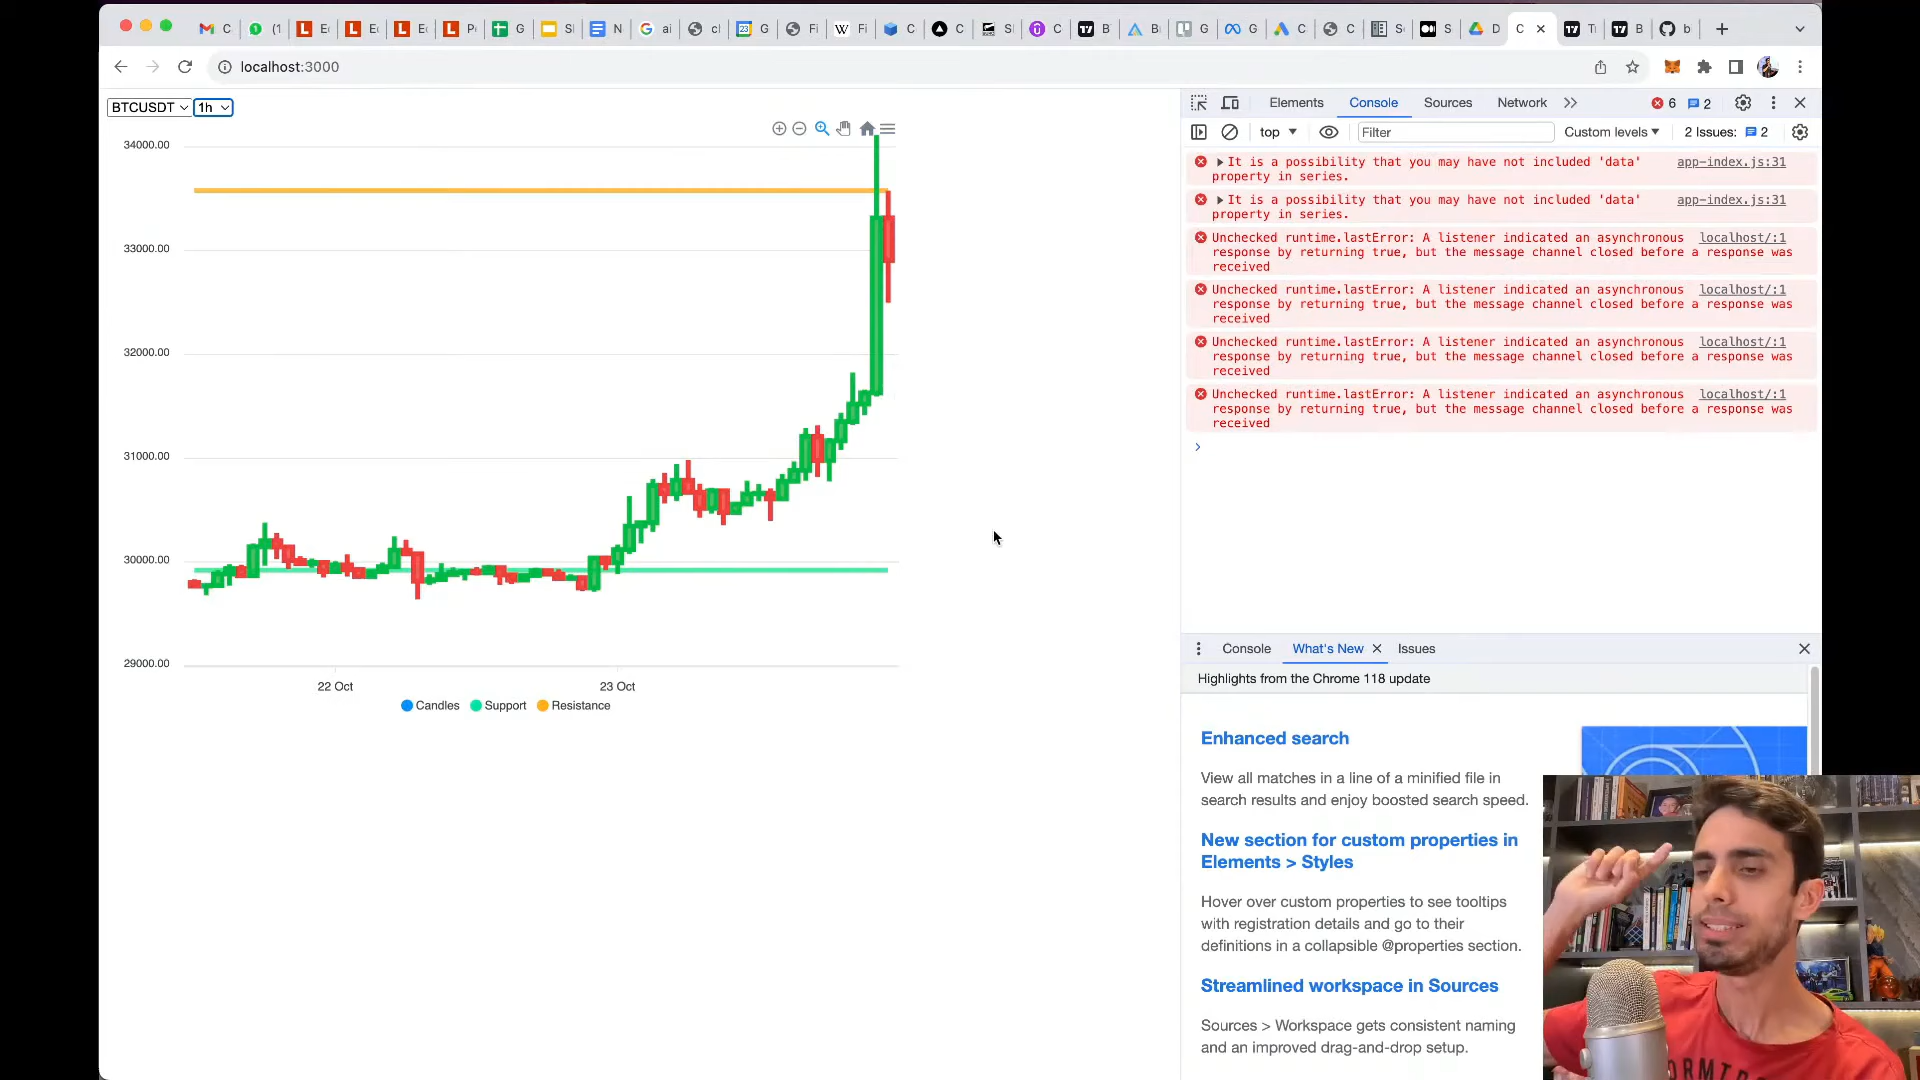 C
(1
Ec
Ec
Ec
Pc
G
Sl
N
ai
cl
G
Fi
Fi
C
C
Sl
C
B
B
G
G
C
C
S
S
D
C
T
B
b
localhost:3000
BTCUSDT
1h
34000.00
33000.00
32000.00
31000.00
30000.00
29000.00
22 Oct
23 Oct
Candles
Support
Resistance
Elements
Console
Sources
Network
6
2
top
Filter
Custom levels
2 Issues:
2
It is a possibility that you may have not included 'data'
app-index.js:31
property in series.
It is a possibility that you may have not included 'data'
app-index.js:31
property in series.
Unchecked runtime.lastError: A listener indicated an asynchronous
localhost/:1
response by returning true, but the message channel closed before a response was
received
Unchecked runtime.lastError: A listener indicated an asynchronous
localhost/:1
response by returning true, but the message channel closed before a response was
received
Unchecked runtime.lastError: A listener indicated an asynchronous
localhost/:1
response by returning true, but the message channel closed before a response was
received
Unchecked runtime.lastError: A listener indicated an asynchronous
localhost/:1
response by returning true, but the message channel closed before a response was
received
Console
What's New
Issues
Highlights from the Chrome 118 update
Enhanced search
View all matches in a line of a minified file in
search results and enjoy boosted search speed.
New section for custom properties in
Elements > Styles
Hover over custom properties to see tooltips
with registration details and go to their
definitions in a collapsible @properties section.
Streamlined workspace in Sources
Sources > Workspace gets consistent naming
and an improved drag-and-drop setup.